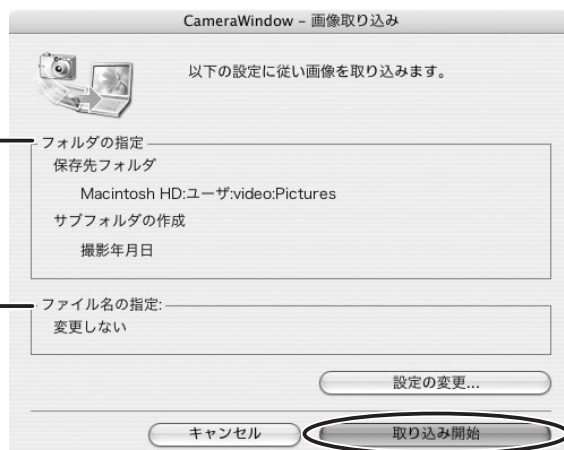 CameraWindow – 画像取り込み
以下の設定に従い画像を取り込みます。
フォルダの指定
保存先フォルダ
Macintosh HD:ユーザ:video:Pictures
サブフォルダの作成
撮影年月日
ファイル名の指定:
変更しない
設定の変更...
キャンセル
取り込み開始